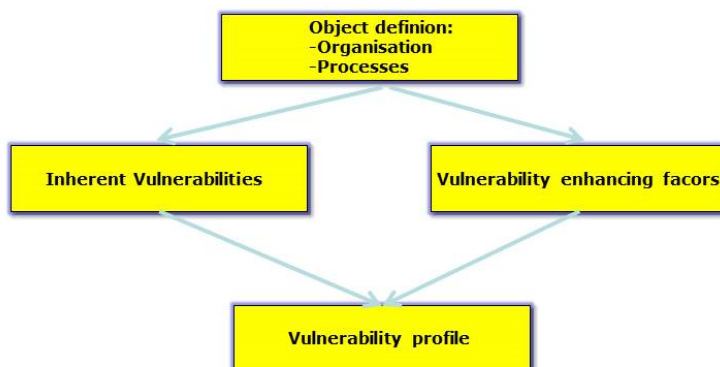 Object definion:
-Organisation
-Processes
Inherent Vulnerabilities
Vulnerability enhancing facors
Vulnerability profile